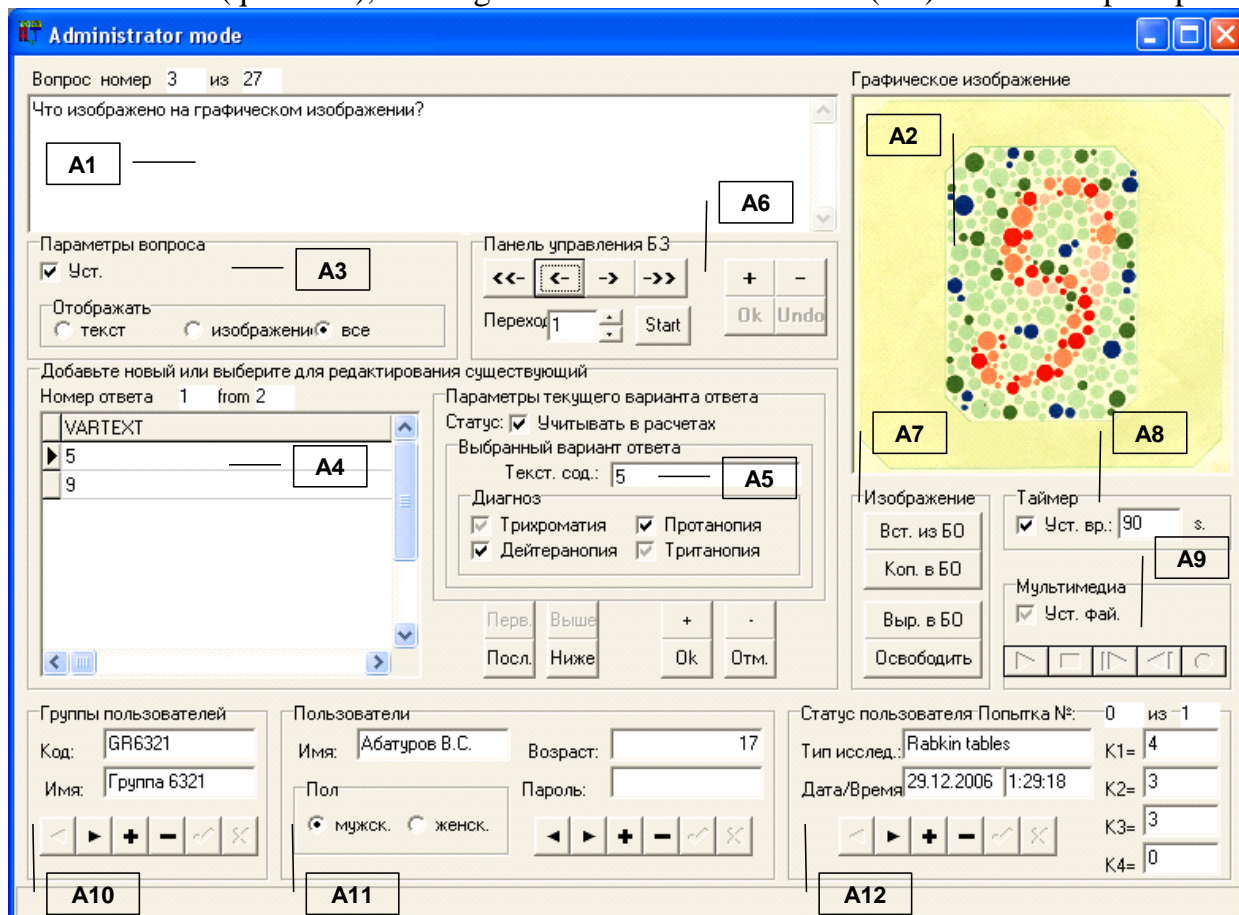 Administrator mode
Вопрос номер 3 из 27
Графическое изображение
Что изображено на графическом изображении?
A1
A2
A6
Параметры вопроса
Уст.
A3
Отображать
текст изображени все
Панель управления БЗ
<<- <- -> ->> + -
Переход 1 Start Ok Undo
Добавьте новый или выберите для редактирования существующий
Номер ответа 1 from 2
VARTEXT
5
9
A4
Параметры текущего варианта ответа
Статус: Учитывать в расчетах
Выбранный вариант ответа
Текст. сод.: 5
A5
Диагноз
Трихроматия Протанопия
Дейтеранопия Тританопия
Перв. Выше + -
Посл. Ниже Ok Отм.
A7
A8
Изображение
Вст. из БО
Коп. в БО
Выр. в БО
Освободить
Таймер
Уст. вр.: 90 s.
A9
Мультимедиа
Уст. фай.
Группы пользователей
Код: GR6321
Имя: Группа 6321
A10
Пользователи
Имя: Абатуров В.С. Возраст: 17
Пол Пароль:
мужск. женск.
A11
Статус пользователя Попытка №: 0 из 1
Тип исслед.: Rabkin tables K1= 4
Дата/Время 29.12.2006 1:29:18 K2= 3
K3= 3
K4= 0
A12